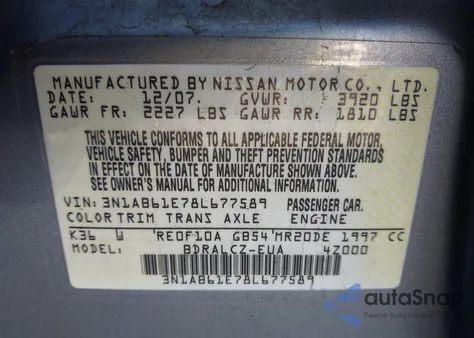 MANUFACTURED BY NISSAN MOTOR CO., LTD.
DATE: 12/07. GVWR: 3920 LBS
GAWR FR: 2227 LBS GAWR RR: 1810 LBS
THIS VEHICLE CONFORMS TO ALL APPLICABLE FEDERAL MOTOR
VEHICLE SAFETY, BUMPER AND THEFT PREVENTION STANDARDS
IN EFFECT ON THE DATE OF MANUFACTURE SHOWN ABOVE.
SEE OWNER'S MANUAL FOR ADDITIONAL INFORMATION.
VIN: 3N1AB61E78L677589 PASSENGER CAR.
COLOR TRIM TRANS AXLE ENGINE
K36 W 'RE0F10A GB54'MR20DE 1997 CC
MODEL: BDRALCZ-EUA 4Z000
3N1AB61E78L677589
autoSnap